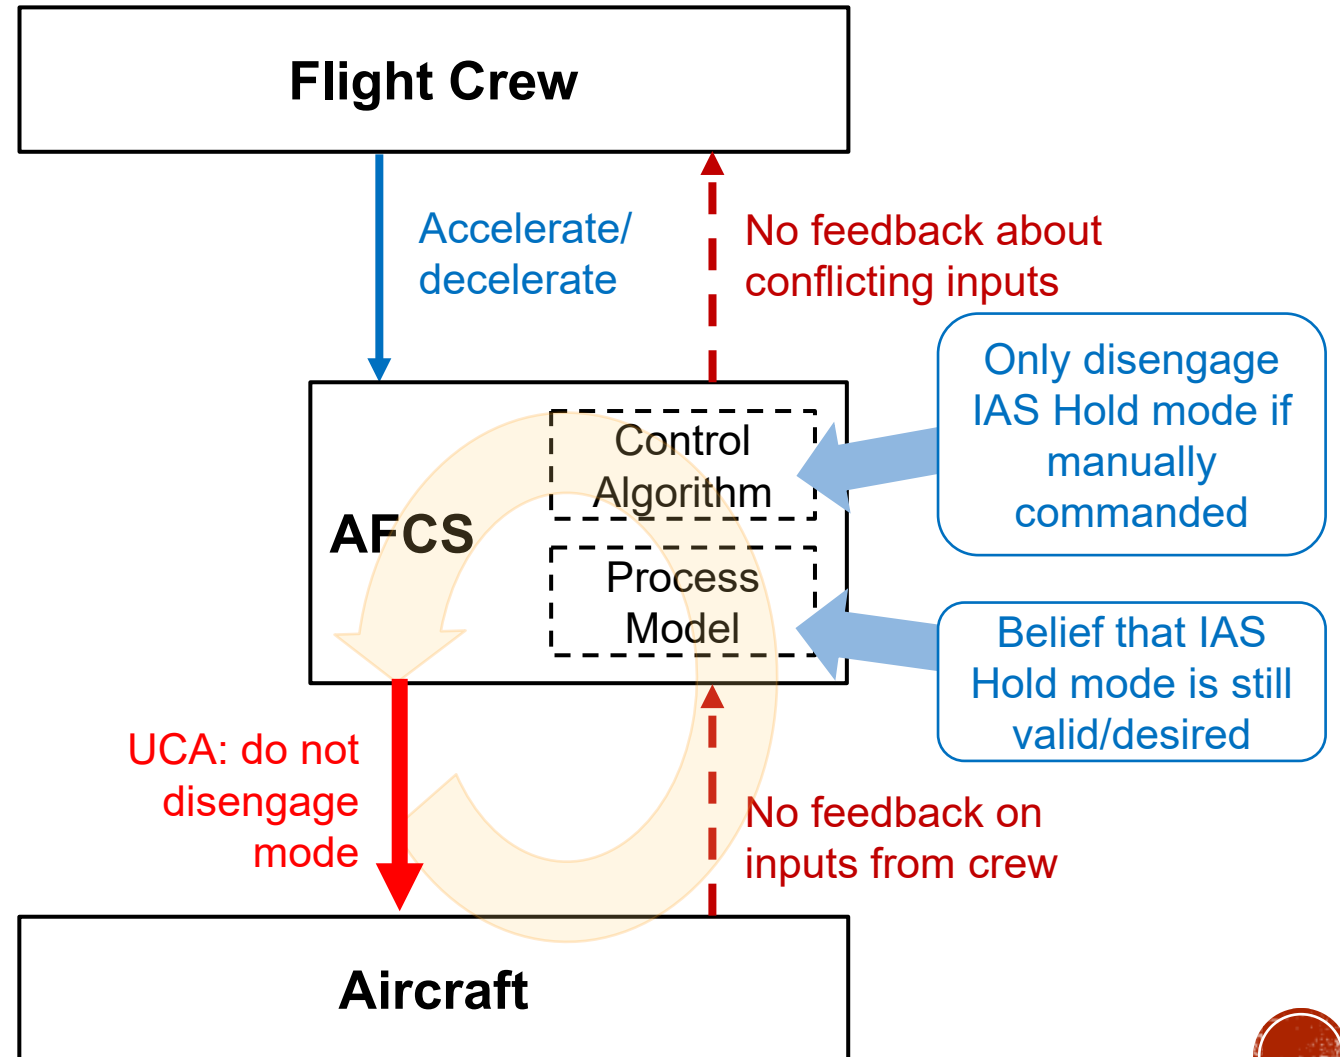 Flight Crew
Accelerate/
decelerate
No feedback about
conflicting inputs
Only disengage
IAS Hold mode if
manually
commanded
Control
Algorithm
AFCS
Process
Model
Belief that IAS
Hold mode is still
valid/desired
UCA: do not
disengage
mode
No feedback on
inputs from crew
Aircraft